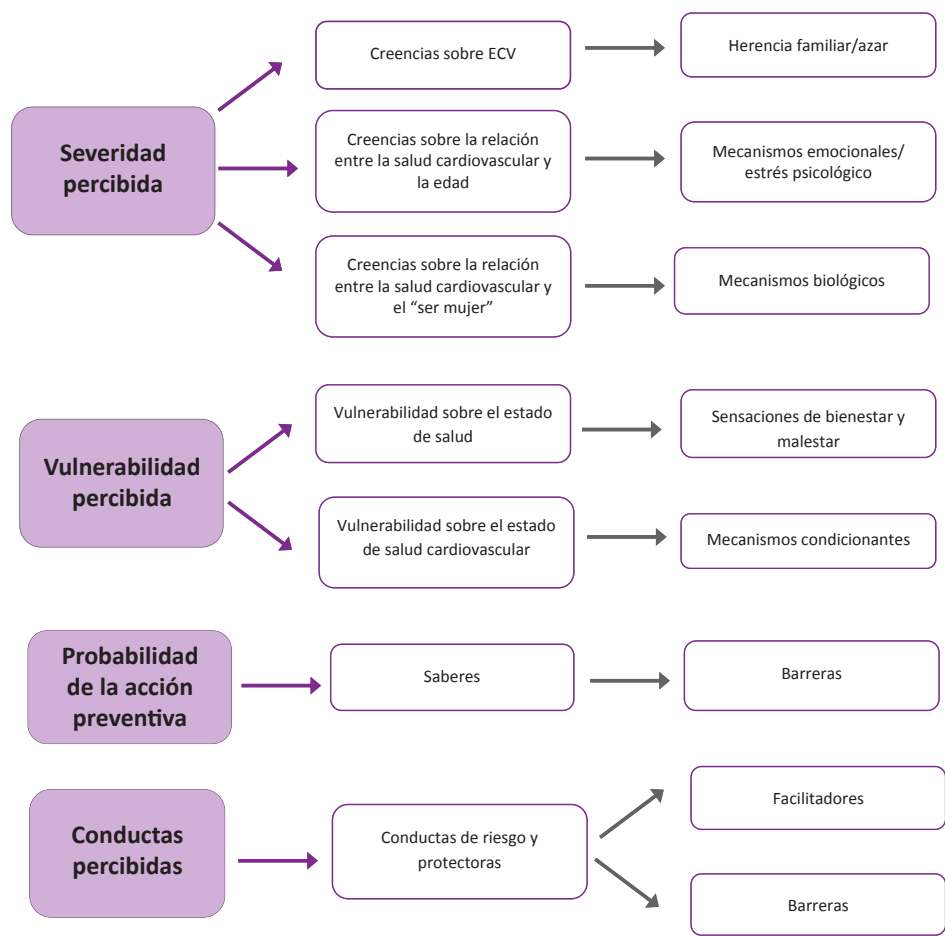 Severidad
percibida
Creencias sobre ECV
Herencia familiar/azar
Creencias sobre la relación
entre la salud cardiovascular y
la edad
Mecanismos emocionales/
estrés psicológico
Creencias sobre la relación
entre la salud cardiovascular y
el “ser mujer”
Mecanismos biológicos
Vulnerabilidad
percibida
Vulnerabilidad sobre el estado
de salud
Sensaciones de bienestar y
malestar
Vulnerabilidad sobre el estado
de salud cardiovascular
Mecanismos condicionantes
Probabilidad
de la acción
preventiva
Saberes
Barreras
Conductas
percibidas
Conductas de riesgo y
protectoras
Facilitadores
Barreras